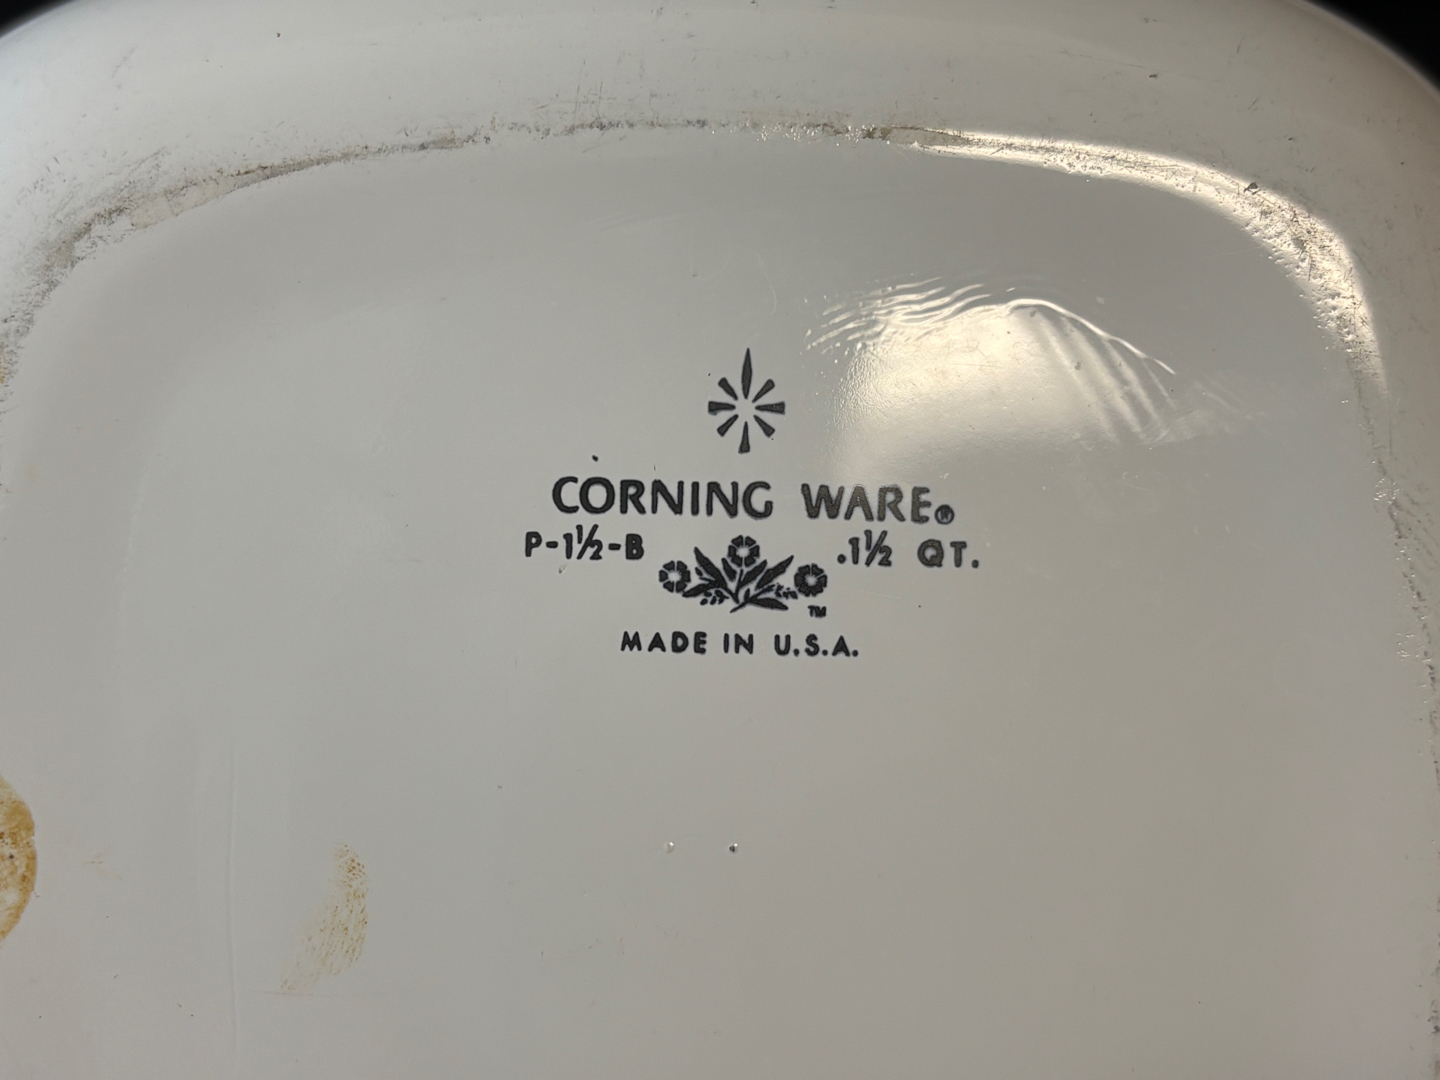 CORNING WARE®
P-1½-B .1½ QT.
TM
MADE IN U.S.A.